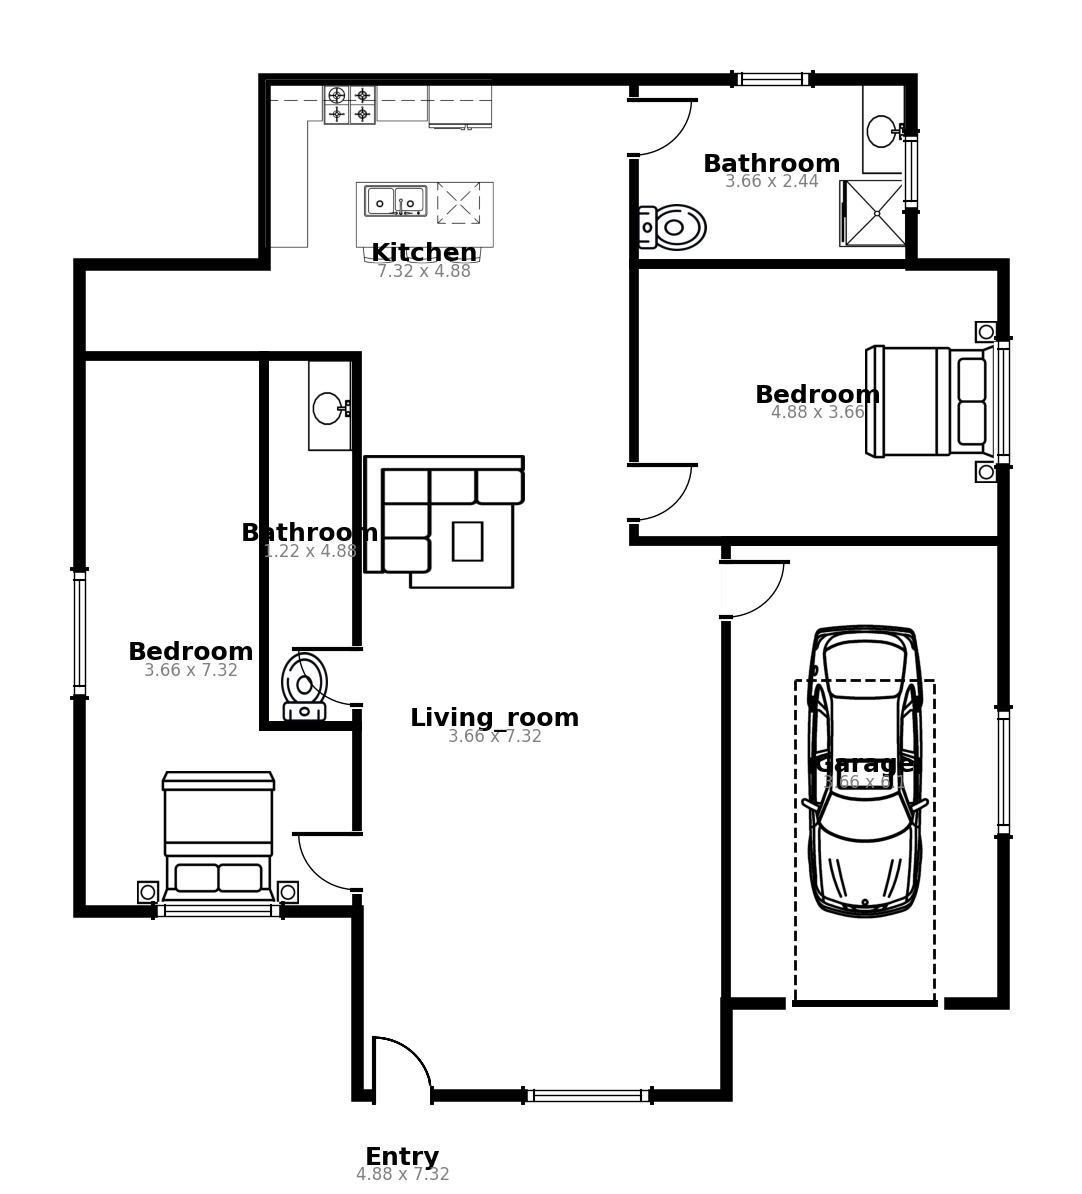 Bathroom
3.66 x 2.44
Kitchen
7.32 x 4.88
Bedroom
4.88 x 3.66
Bathroom
1.22 x 4.88
Bedroom
3.66 x 7.32
Living_room
3.66 x 7.32
Garage
3.66 x 6.1
Entry
4.88 x 7.32